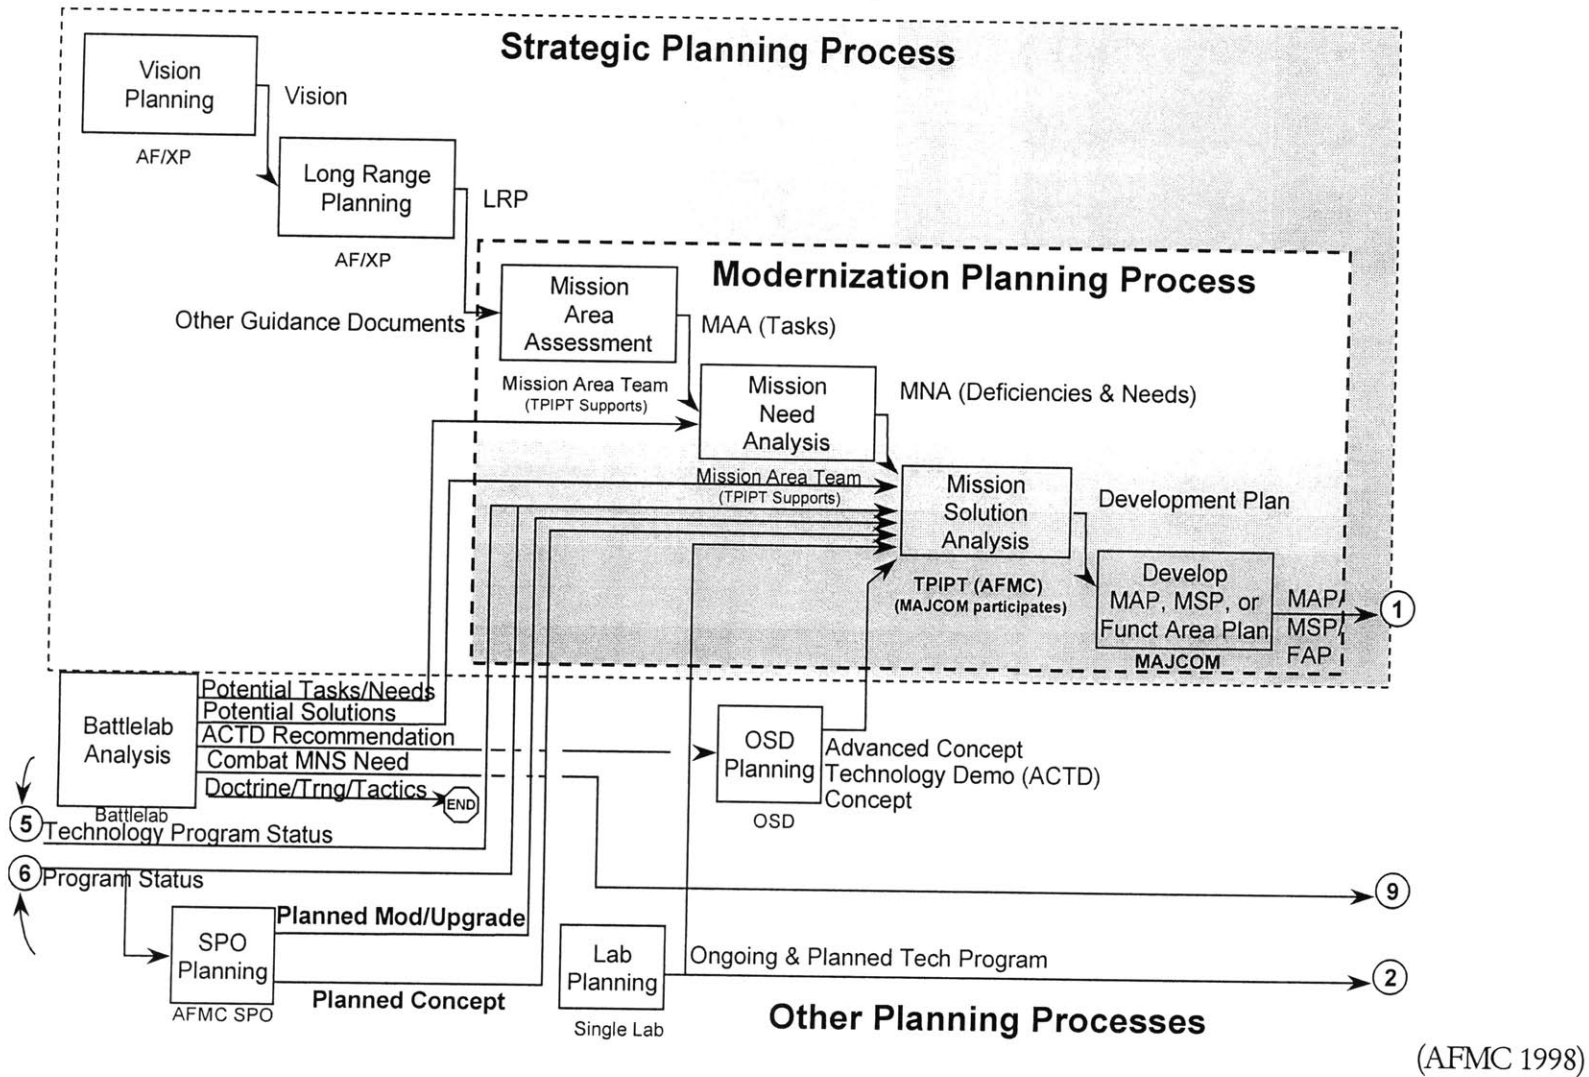 Strategic Planning Process
Vision
Planning
Vision
AF/XP
Long Range
Planning
LRP
AF/XP
Modernization Planning Process
Mission
Area
Assessment
Other Guidance Documents
MAA (Tasks)
Mission Area Team
(TPIPT Supports)
Mission
Need
Analysis
MNA (Deficiencies & Needs)
Mission Area Team
(TPIPT Supports)
Mission
Solution
Analysis
Development Plan
TPIPT (AFMC)
(MAJCOM participates)
Develop
MAP, MSP, or
Funct Area Plan
MAJCOM
MAP/
MSP/
FAP
1
Battlelab
Analysis
Battlelab
Potential Tasks/Needs
Potential Solutions
ACTD Recommendation
Combat MNS Need
Doctrine/Trng/Tactics
END
OSD
Planning
OSD
Advanced Concept
Technology Demo (ACTD)
Concept
5
Technology Program Status
6
Program Status
9
SPO
Planning
AFMC SPO
Planned Mod/Upgrade
Planned Concept
Lab
Planning
Single Lab
Ongoing & Planned Tech Program
2
Other Planning Processes
(AFMC 1998)